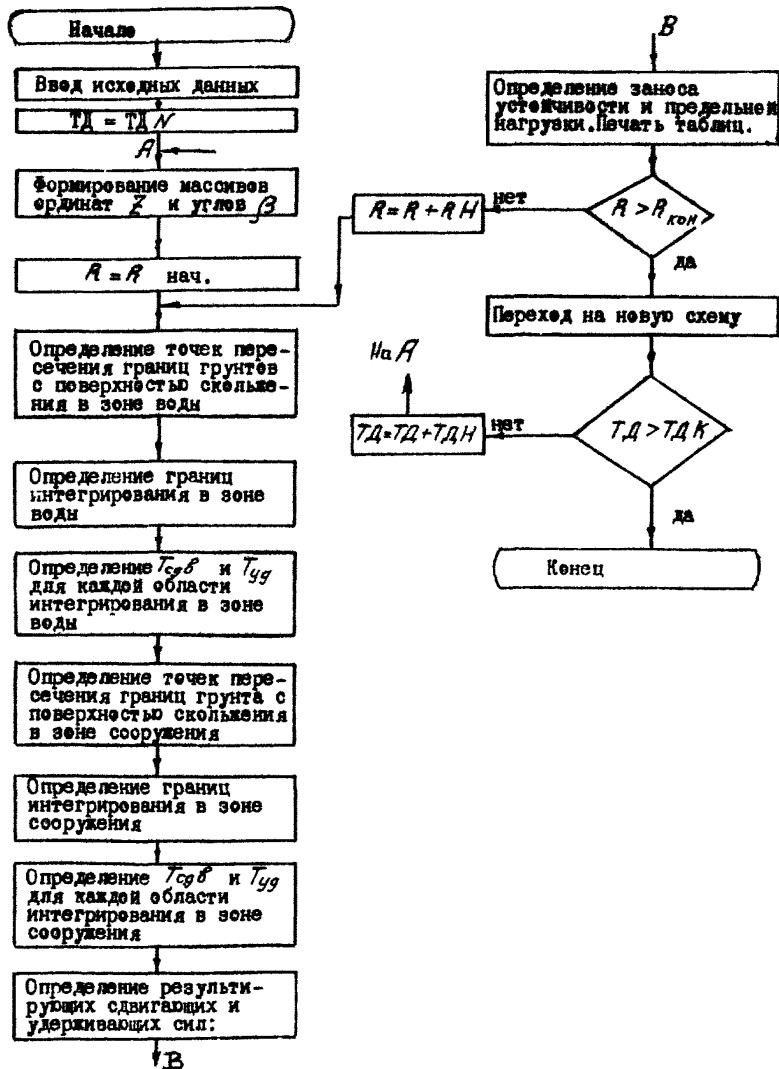 Начало
Ввод исходных данных
ТД = ТД N
A
Формирование массивов
ординат Z и углов β
R = R нач.
Определение точек пере-
сечения границ грунтов
с поверхностью скольже-
ния в зоне воды
Определение границ
интегрирования в зоне
воды
Определение Tсдв и Tуд
для каждой области
интегрирования в зоне
воды
Определение точек пере-
сечения границ грунта с
поверхностью скольжения
в зоне сооружения
Определение границ
интегрирования в зоне
сооружения
Определение Tсдв и Tуд
для каждой области
интегрирования в зоне
сооружения
Определение результи-
рующих сдвигающих и
удерживающих сил:
В
В
Определение заноса
устойчивости и предельней
нагрузки.Печать таблиц.
R > Rкон
нет
R = R + RН
да
Переход на новую схему
ТД > ТДК
нет
ТД=ТД+ТДН
На A
да
Конец